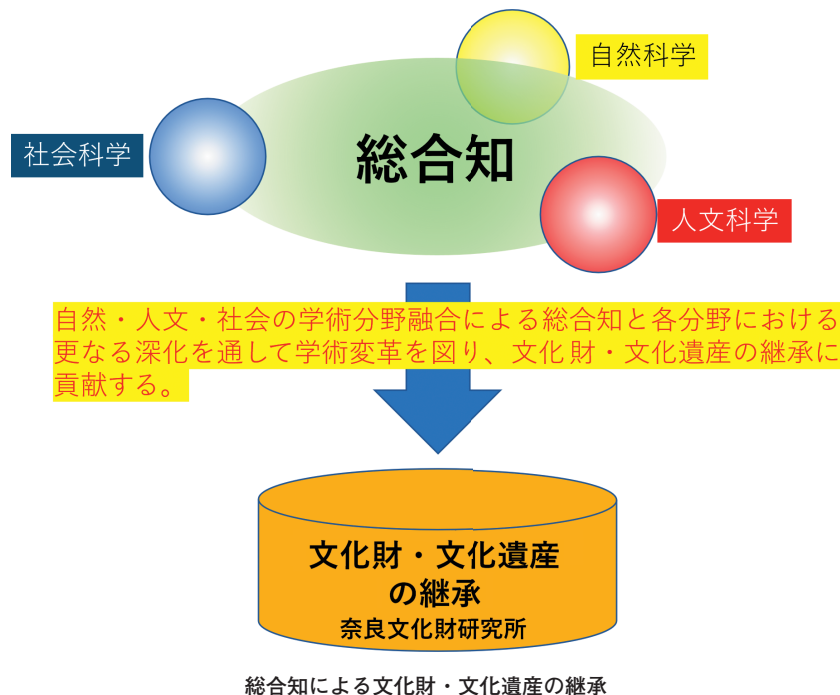 自然科学
社会科学
総合知
人文科学
自然・人文・社会の学術分野融合による総合知と各分野における
更なる深化を通して学術変革を図り、文化財・文化遺産の継承に
貢献する。
文化財・文化遺産
の継承
奈良文化財研究所
総合知による文化財・文化遺産の継承